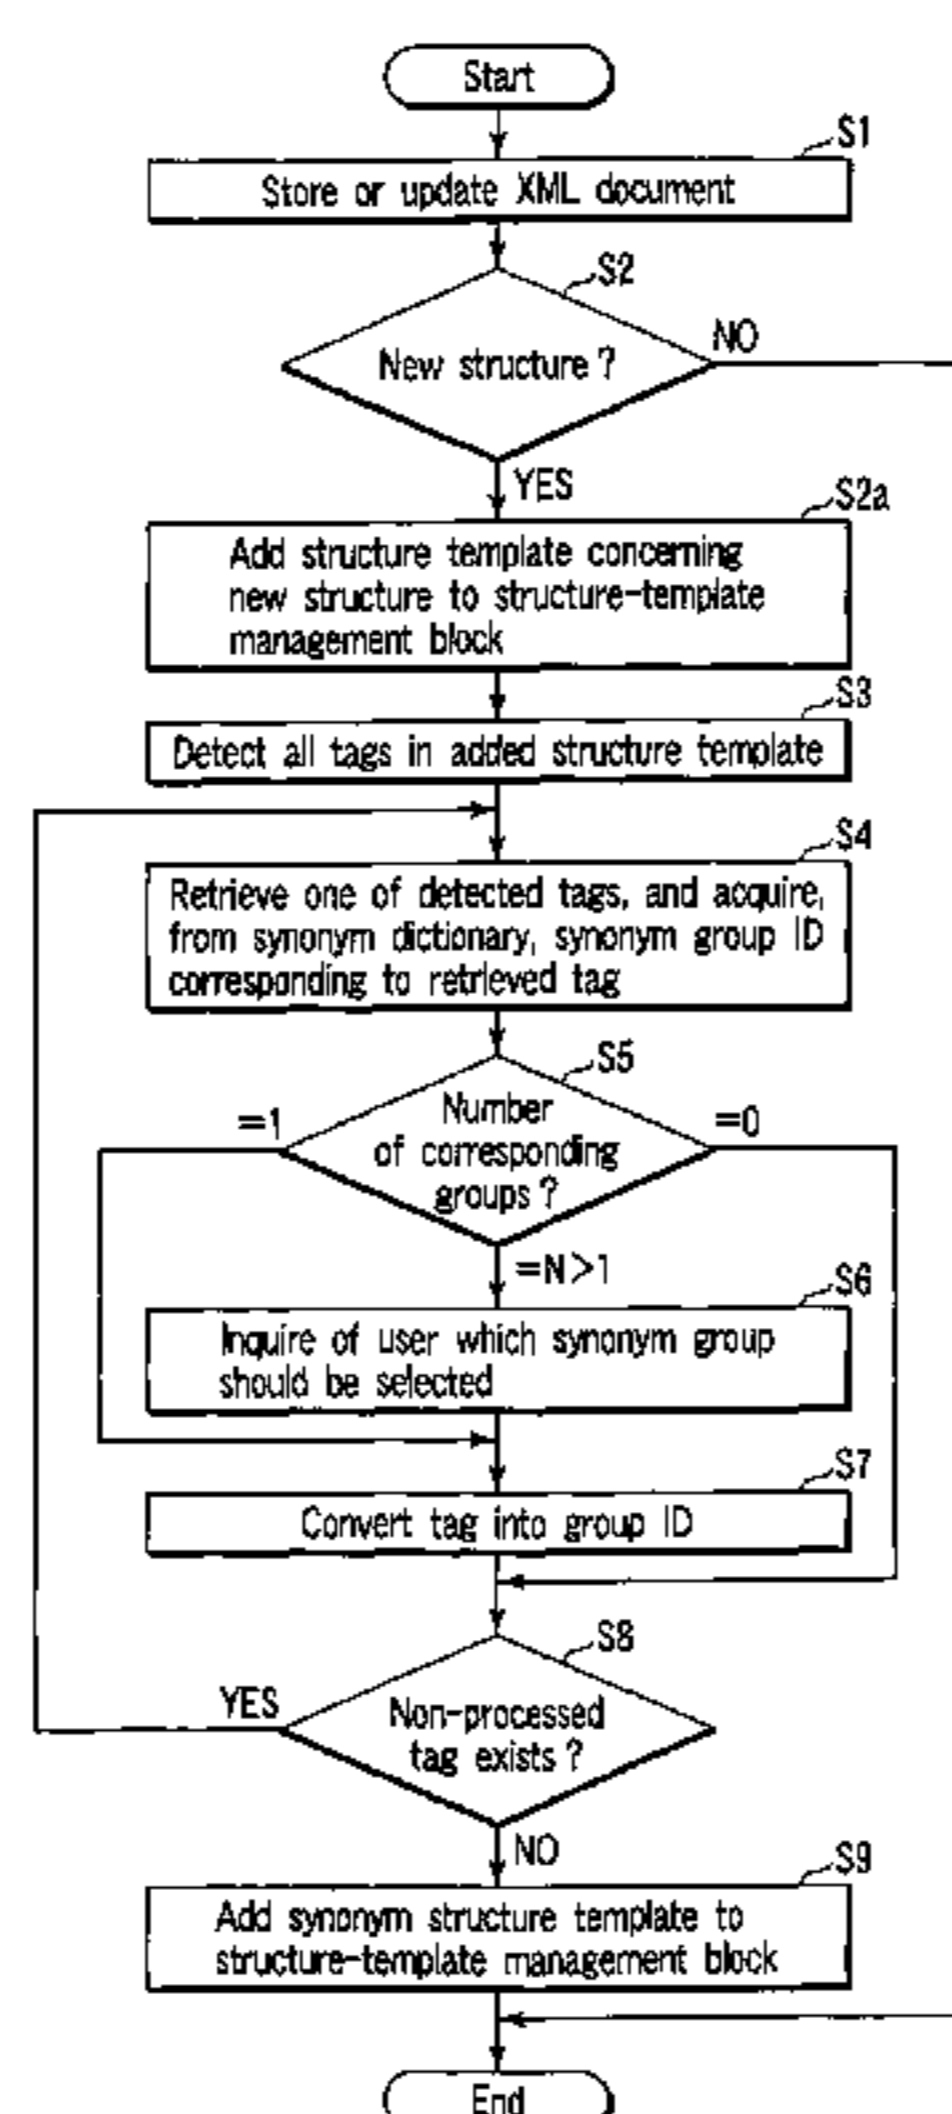 Start
S1
Store or update XML document
S2
New structure ?
NO
YES
S2a
Add structure template concerning
new structure to structure-template
management block
S3
Detect all tags in added structure template
S4
Retrieve one of detected tags, and acquire,
from synonym dictionary, synonym group ID
corresponding to retrieved tag
S5
=1
Number
of corresponding
groups ?
=0
=N>1
S6
Inquire of user which synonym group
should be selected
S7
Convert tag into group ID
S8
YES
Non-processed
tag exists ?
NO
S9
Add synonym structure template to
structure-template management block
End